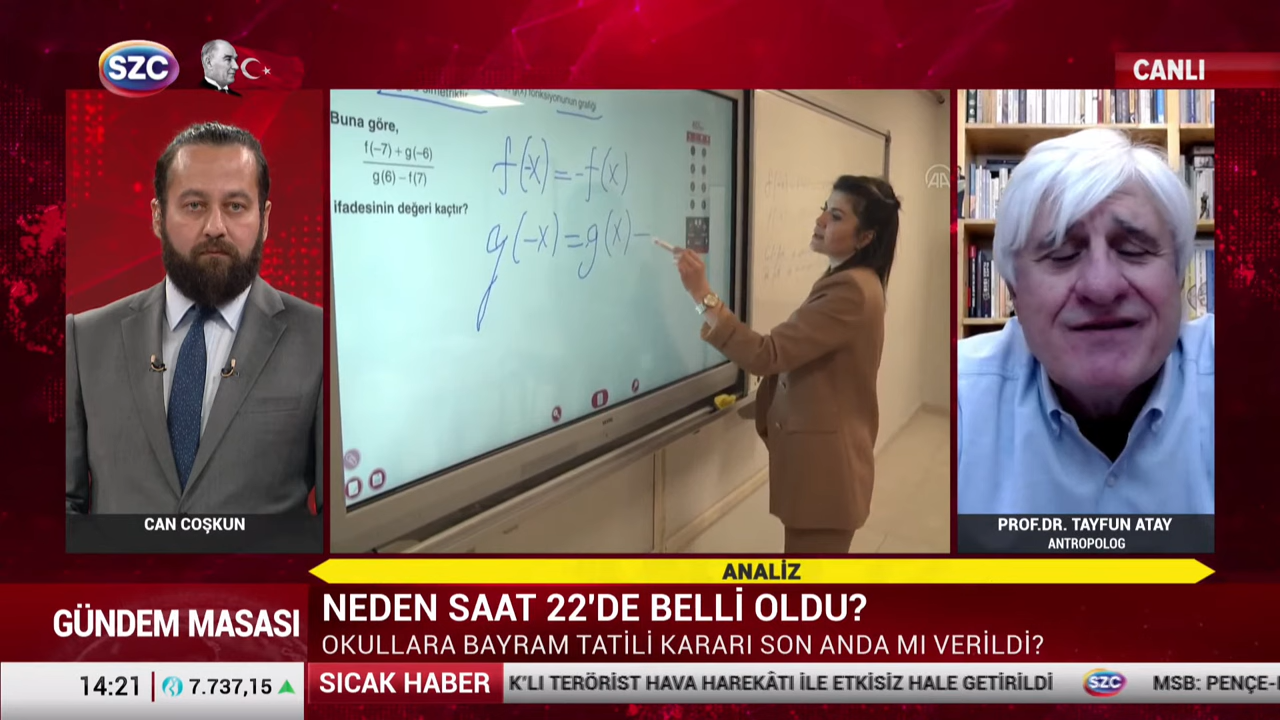 SZC
CANLI
fonksiyonunun grafiği
Buna göre,
f(-7) + g(-6)
g(6) – f(7)
ifadesinin değeri kaçtır?
f(-x) = -f(x)
g(-x) = g(x) –
AA
CAN COŞKUN
PROF.DR. TAYFUN ATAY
ANTROPOLOG
ANALİZ
GÜNDEM MASASI
NEDEN SAAT 22'DE BELLİ OLDU?
OKULLARA BAYRAM TATİLİ KARARI SON ANDA MI VERİLDİ?
14:21 7.737,15
SICAK HABER
K'LI TERÖRİST HAVA HAREKÂTI İLE ETKİSİZ HALE GETİRİLDİ SZC MSB: PENÇE-